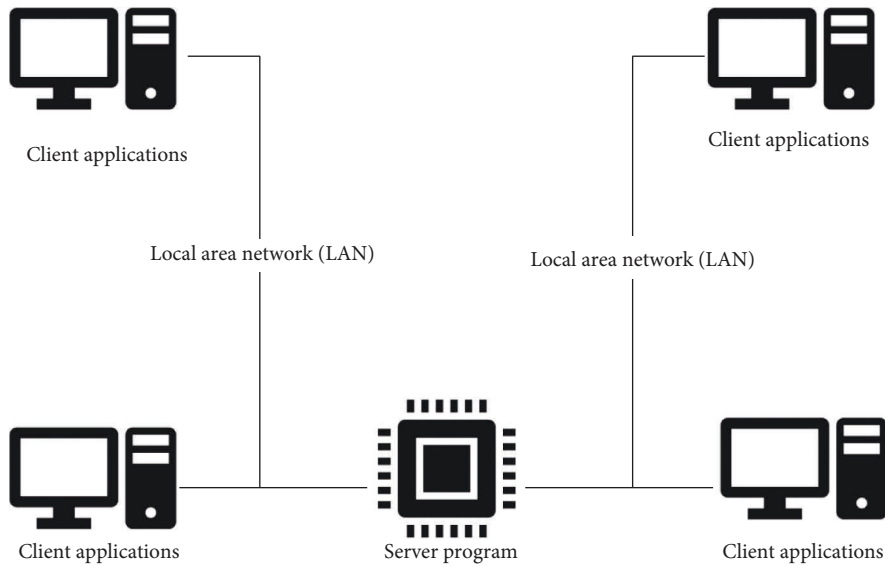 Client applications
Client applications
Local area network (LAN)
Local area network (LAN)
Client applications
Server program
Client applications